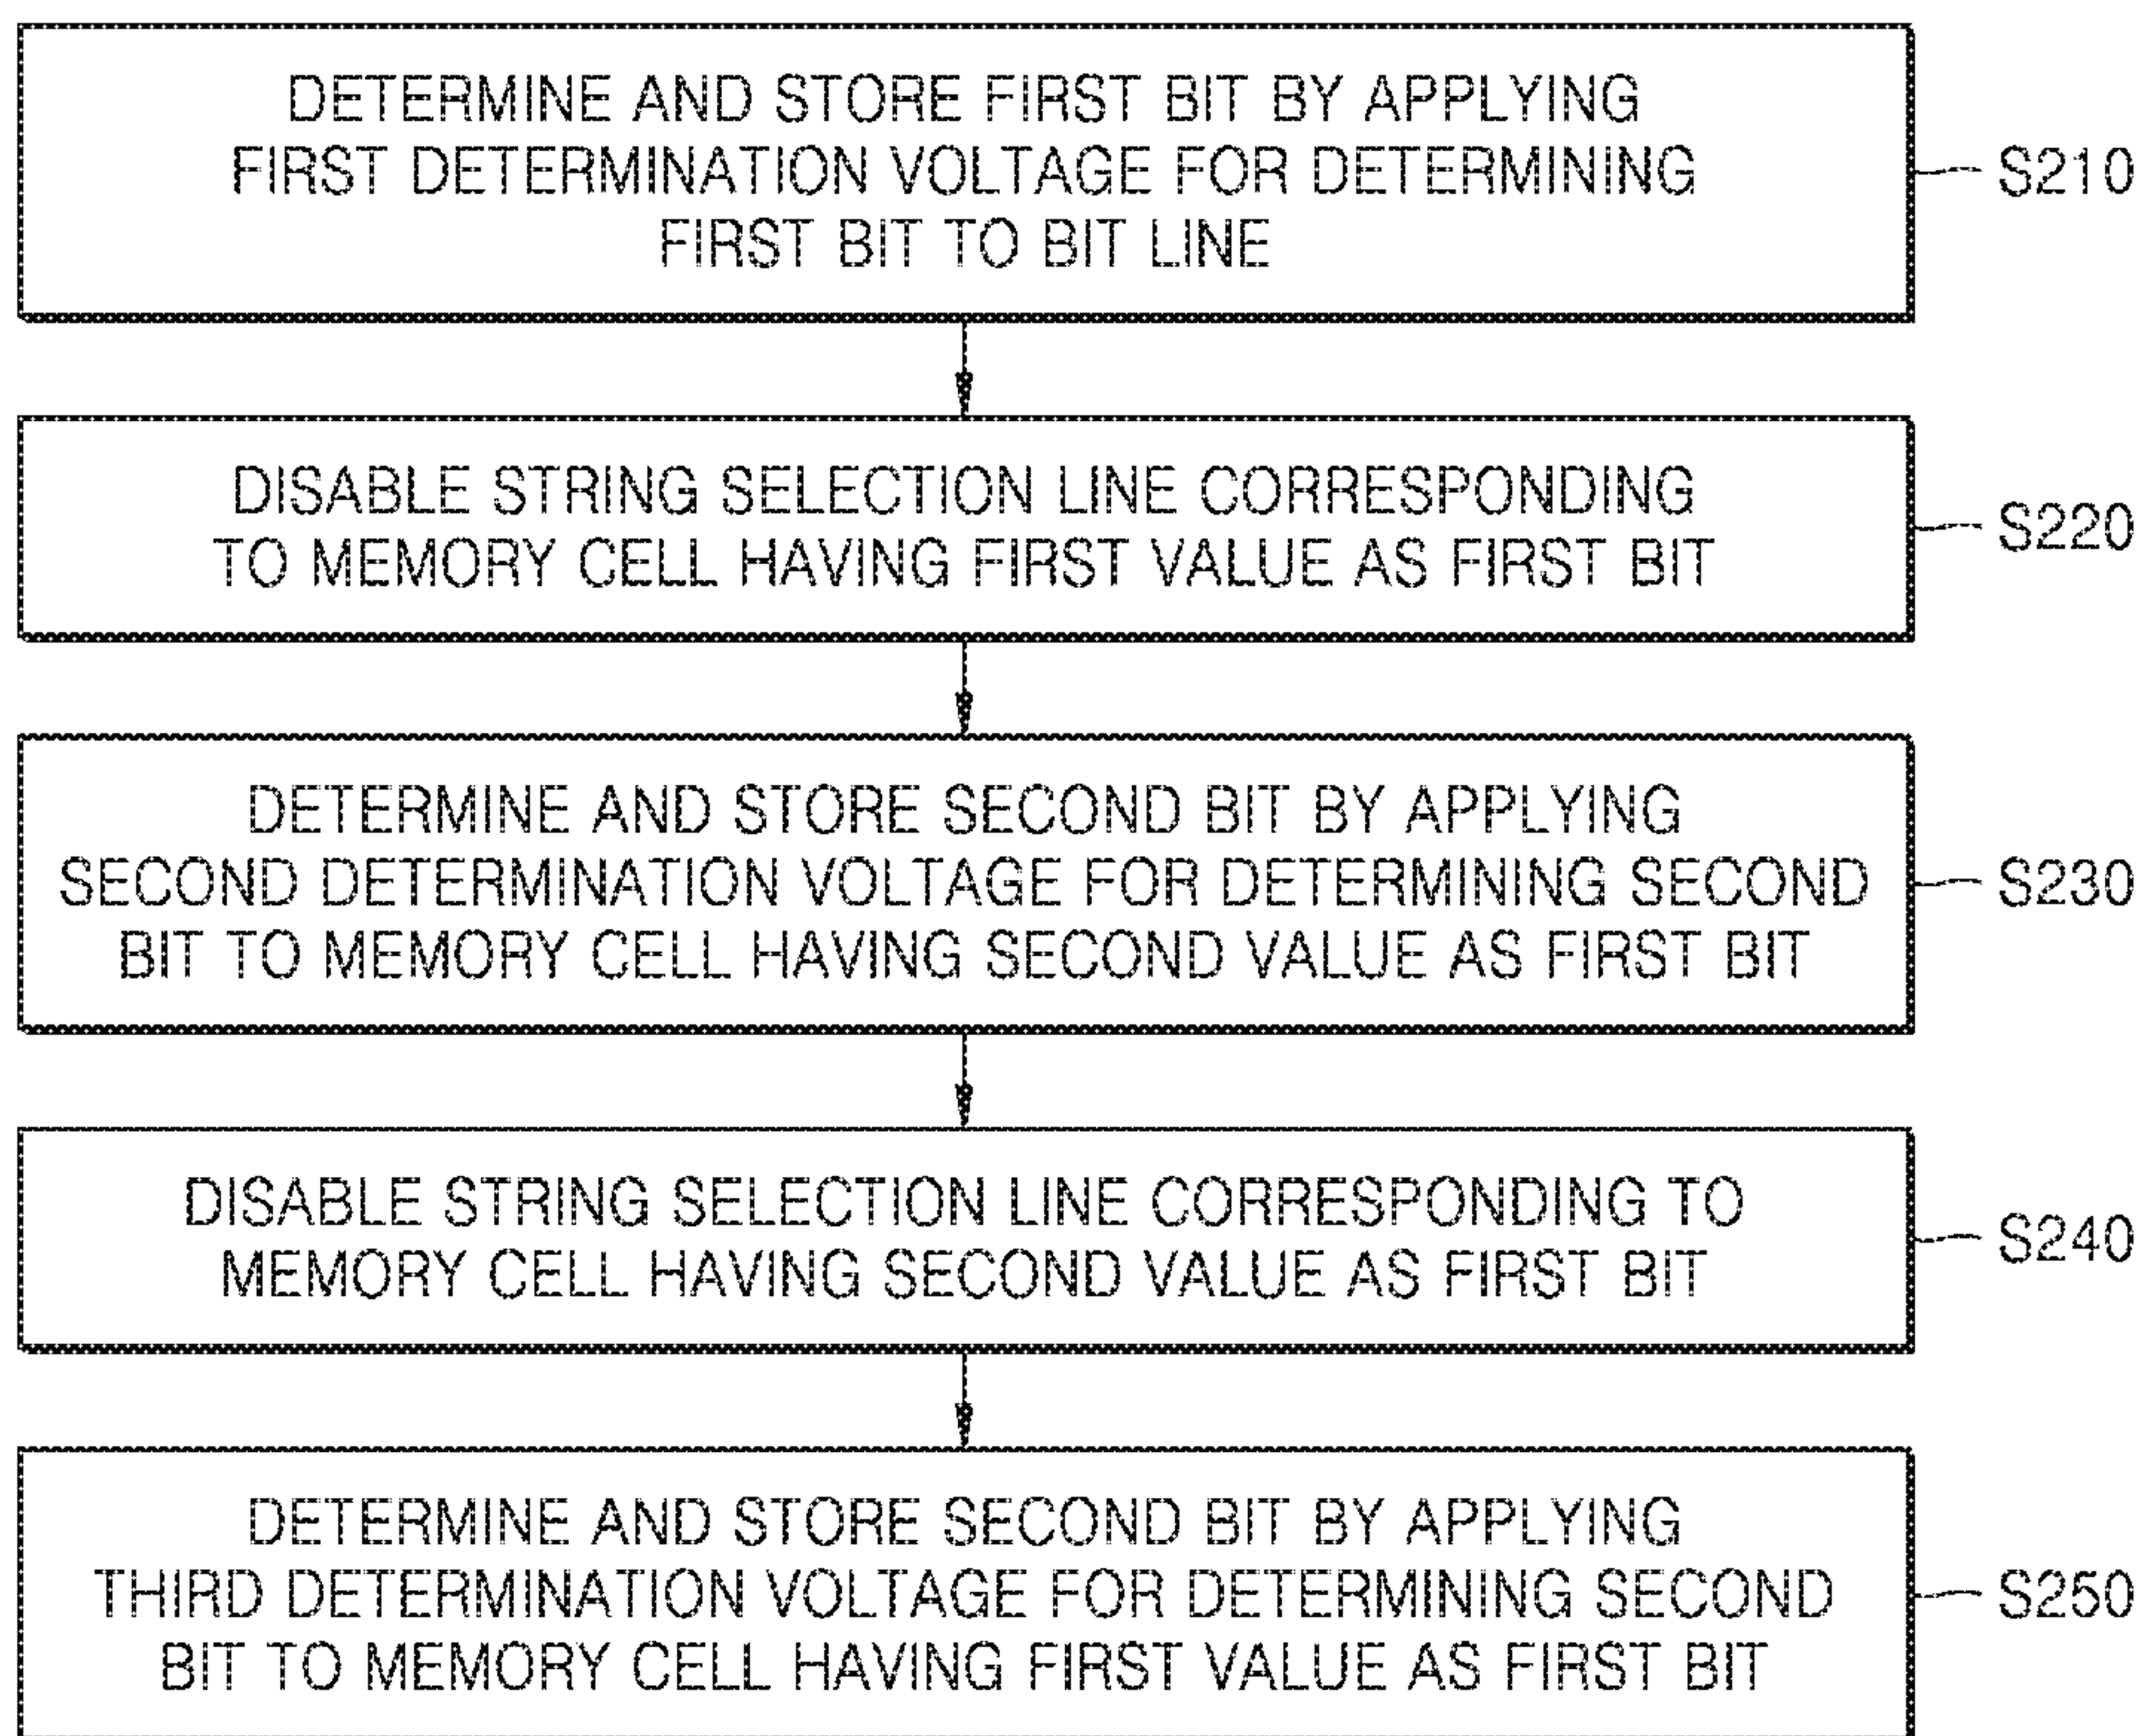 DETERMINE AND STORE FIRST BIT BY APPLYING
FIRST DETERMINATION VOLTAGE FOR DETERMINING
FIRST BIT TO BIT LINE
S210
DISABLE STRING SELECTION LINE CORRESPONDING
TO MEMORY CELL HAVING FIRST VALUE AS FIRST BIT
S220
DETERMINE AND STORE SECOND BIT BY APPLYING
SECOND DETERMINATION VOLTAGE FOR DETERMINING SECOND
BIT TO MEMORY CELL HAVING SECOND VALUE AS FIRST BIT
S230
DISABLE STRING SELECTION LINE CORRESPONDING TO
MEMORY CELL HAVING SECOND VALUE AS FIRST BIT
S240
DETERMINE AND STORE SECOND BIT BY APPLYING
THIRD DETERMINATION VOLTAGE FOR DETERMINING SECOND
BIT TO MEMORY CELL HAVING FIRST VALUE AS FIRST BIT
S250